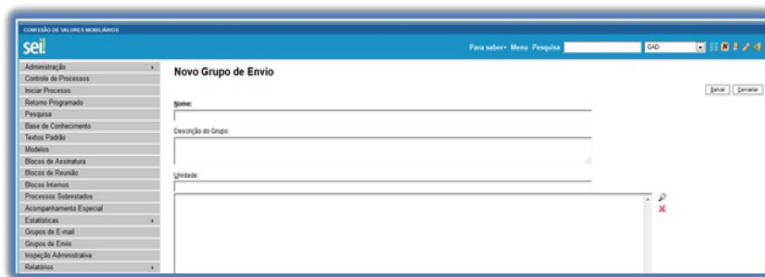 COMISSÃO DE VALORES MOBILIÁRIOS
sei!
Para saber+ Menu Pesquisa
GAD
Administração
Controle de Processos
Iniciar Processo
Retorno Programado
Pesquisa
Base de Conhecimento
Textos Padrão
Modelos
Blocos de Assinatura
Blocos de Reunião
Blocos Internos
Processos Sobrestados
Acompanhamento Especial
Estatísticas
Grupos de E-mail
Grupos de Envio
Inspeção Administrativa
Relatórios
Novo Grupo de Envio
Salvar Cancelar
Nome:
Descrição do Grupo:
Unidade: